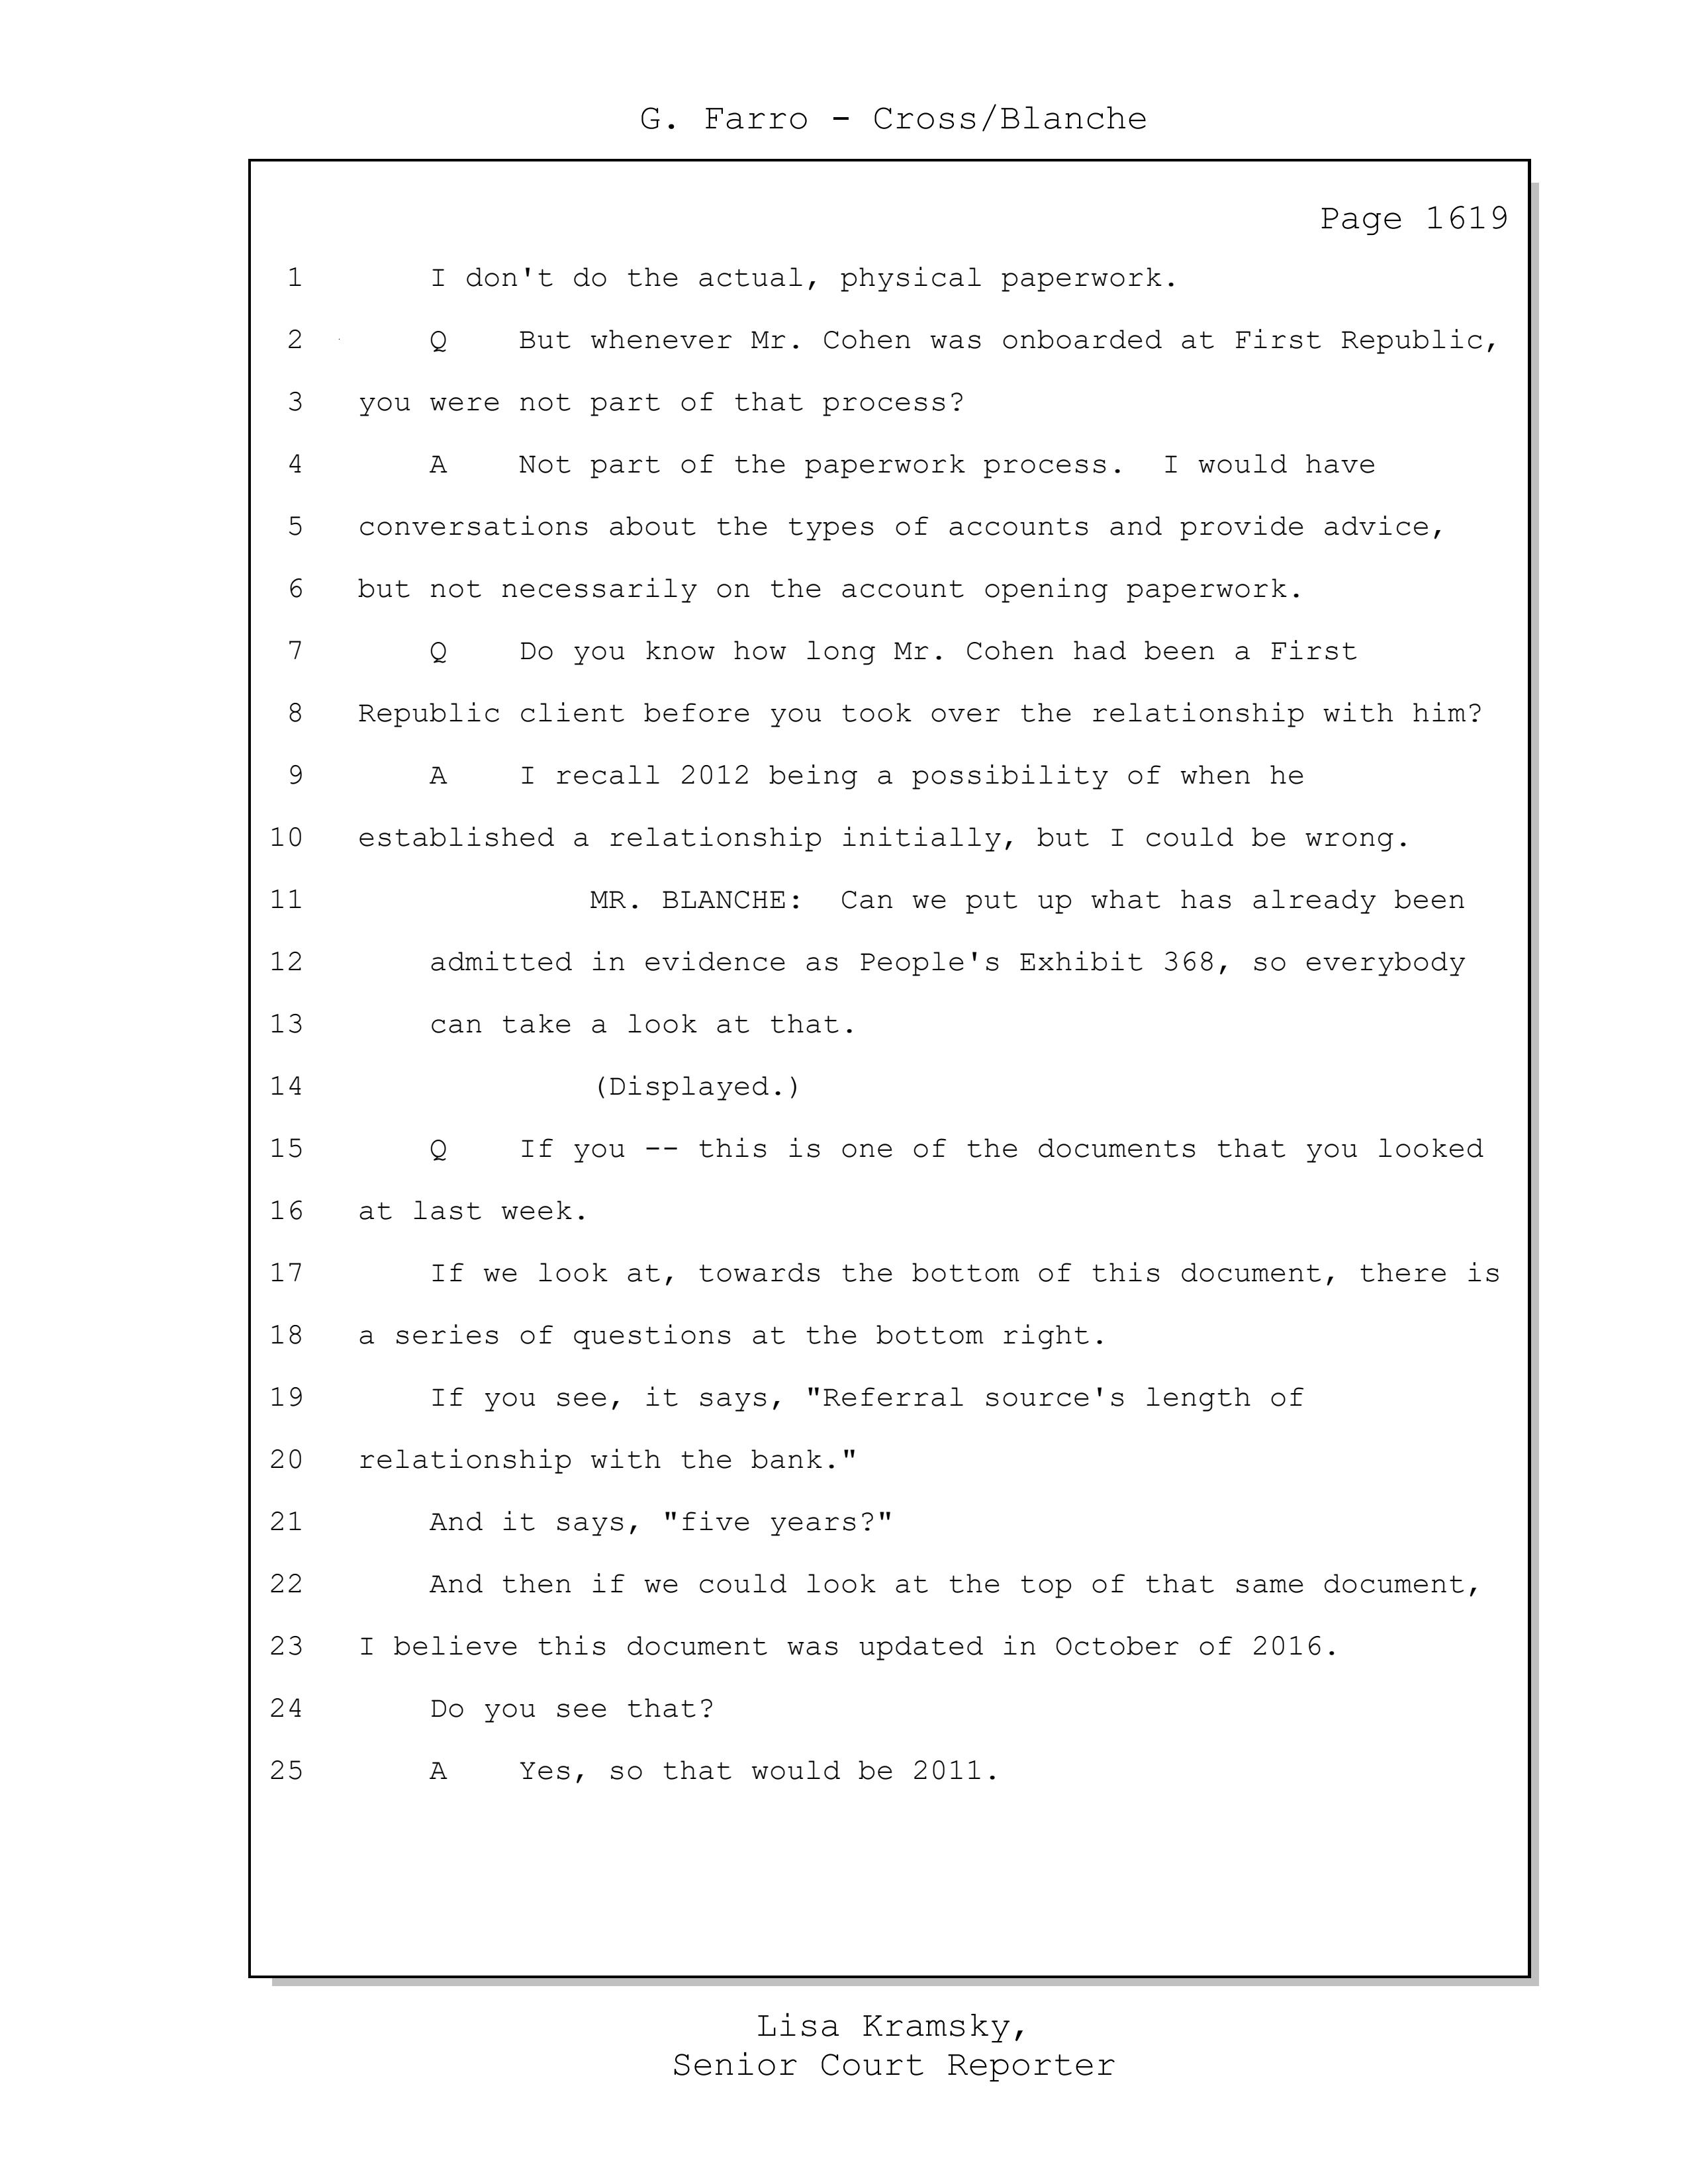 G. Farro - Cross/Blanche
Page 1619
1 I don't do the actual, physical paperwork.
2 Q But whenever Mr. Cohen was onboarded at First Republic,
3 you were not part of that process?
4 A Not part of the paperwork process. I would have
5 conversations about the types of accounts and provide advice,
6 but not necessarily on the account opening paperwork.
7 Q Do you know how long Mr. Cohen had been a First
8 Republic client before you took over the relationship with him?
9 A I recall 2012 being a possibility of when he
10 established a relationship initially, but I could be wrong.
11 MR. BLANCHE: Can we put up what has already been
12 admitted in evidence as People's Exhibit 368, so everybody
13 can take a look at that.
14 (Displayed.)
15 Q If you -- this is one of the documents that you looked
16 at last week.
17 If we look at, towards the bottom of this document, there is
18 a series of questions at the bottom right.
19 If you see, it says, "Referral source's length of
20 relationship with the bank."
21 And it says, "five years?"
22 And then if we could look at the top of that same document,
23 I believe this document was updated in October of 2016.
24 Do you see that?
25 A Yes, so that would be 2011.
Lisa Kramsky,
Senior Court Reporter